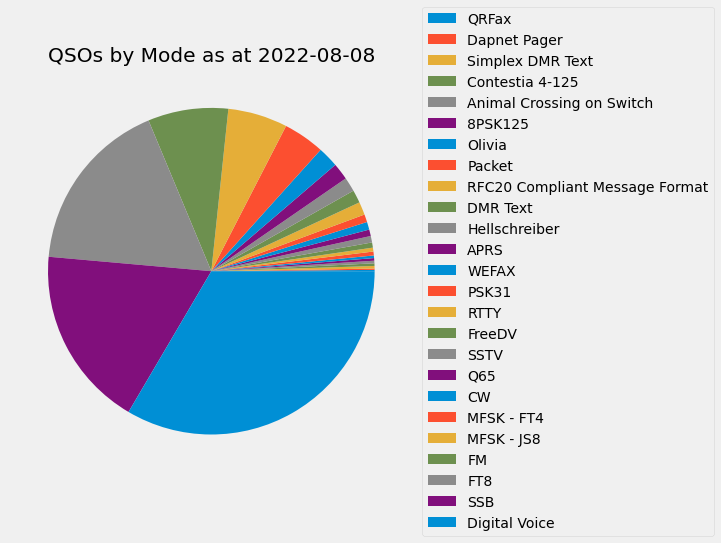 QSOs by Mode as at 2022-08-08
QRFax
Dapnet Pager
Simplex DMR Text
Contestia 4-125
Animal Crossing on Switch
8PSK125
Olivia
Packet
RFC20 Compliant Message Format
DMR Text
Hellschreiber
APRS
WEFAX
PSK31
RTTY
FreeDV
SSTV
Q65
CW
MFSK - FT4
MFSK - JS8
FM
FT8
SSB
Digital Voice